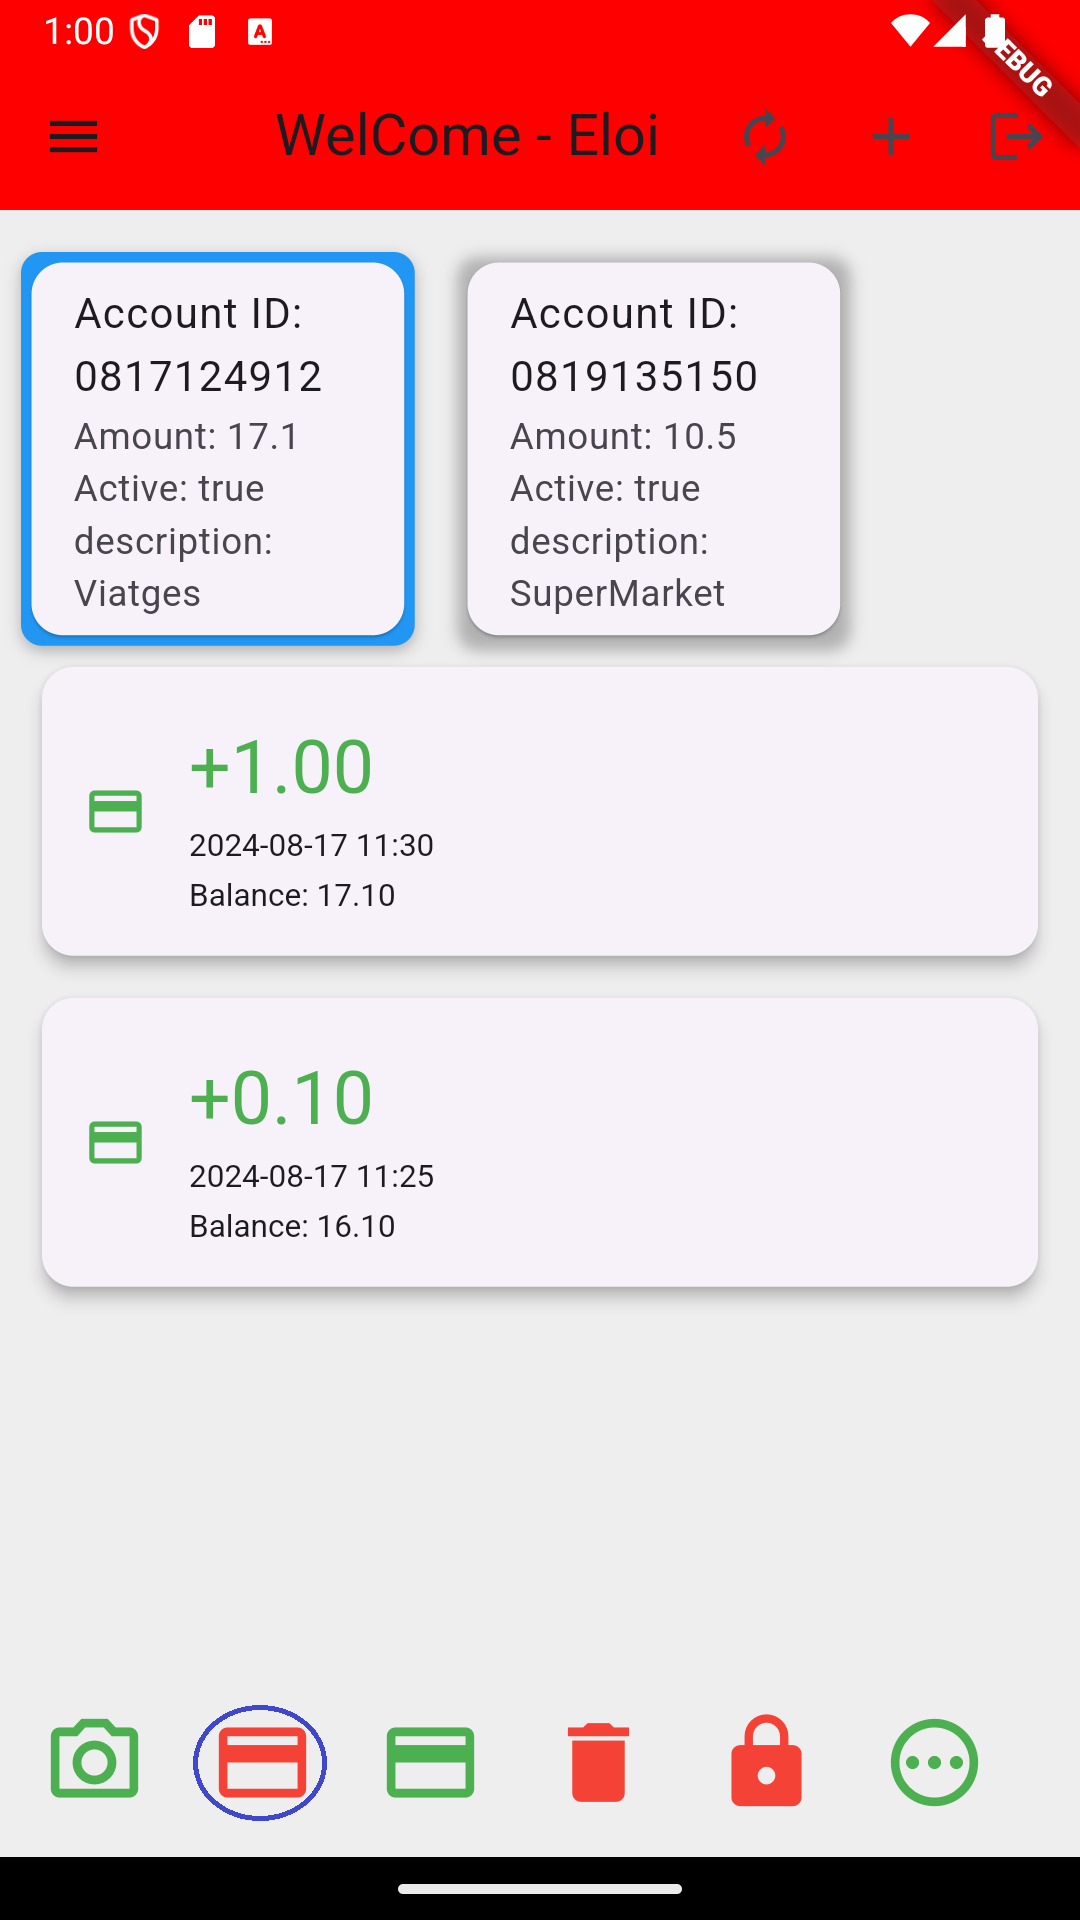 1:00
EBUG
WelCome - Eloi
Account ID:
0817124912
Amount: 17.1
Active: true
description:
Viatges
Account ID:
0819135150
Amount: 10.5
Active: true
description:
SuperMarket
+1.00
2024-08-17 11:30
Balance: 17.10
+0.10
2024-08-17 11:25
Balance: 16.10